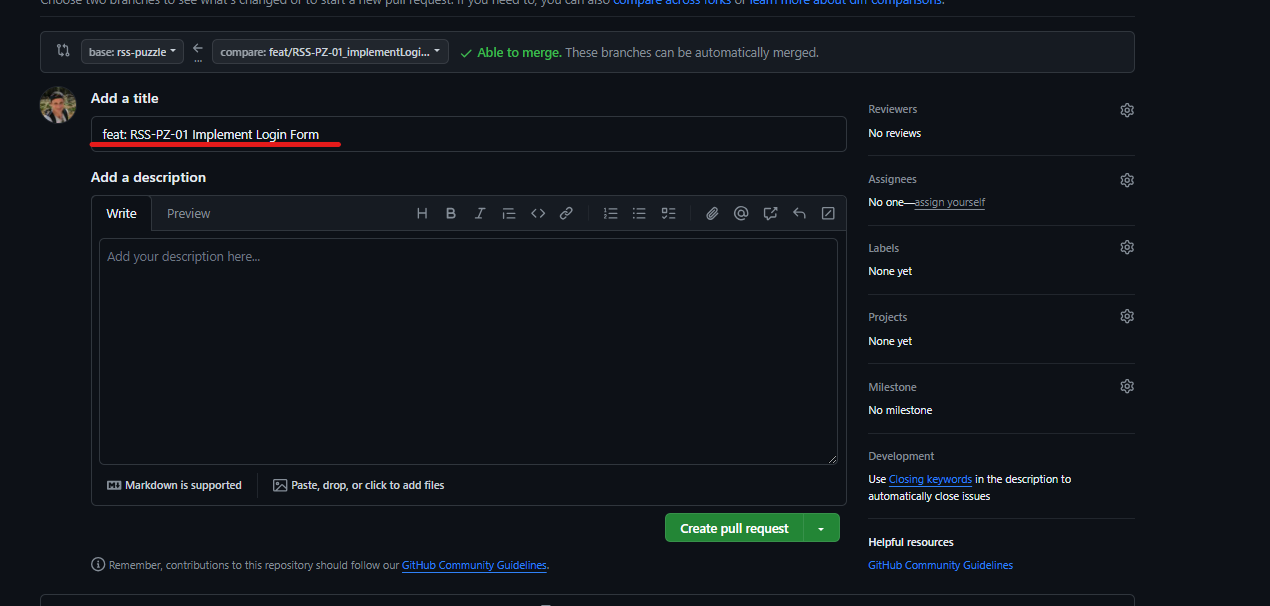 Choose two branches to see what's changed or to start a new pull request. If you need to, you can also compare across forks or learn more about diff comparisons.
base: rss-puzzle
compare: feat/RSS-PZ-01_implementLogi...
Able to merge. These branches can be automatically merged.
Add a title
feat: RSS-PZ-01 Implement Login Form
Add a description
Write
Preview
Add your description here...
Markdown is supported
Paste, drop, or click to add files
Create pull request
Remember, contributions to this repository should follow our GitHub Community Guidelines.
Reviewers
No reviews
Assignees
No one—assign yourself
Labels
None yet
Projects
None yet
Milestone
No milestone
Development
Use Closing keywords in the description to
automatically close issues
Helpful resources
GitHub Community Guidelines